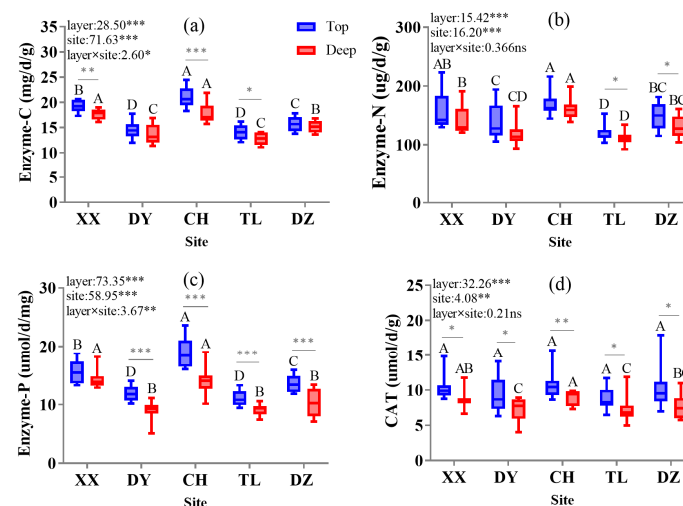 layer:28.50***
site:71.63***
layer×site:2.60*
(a)
Top
Deep
Enzyme-C (mg/d/g)
40
35
30
25
20
15
10
5
0
**
***
*
B A D C A A D C B B
XX DY CH TL DZ
Site
layer:15.42***
site:16.20***
layer×site:0.366ns
(b)
Enzyme-N (ug/d/g)
300
200
100
0
*
*
AB B C CD A A D D BC BC
XX DY CH TL DZ
Site
layer:73.35***
site:58.95***
layer×site:3.67**
(c)
Enzyme-P (umol/d/mg)
30
20
10
0
***
***
***
***
B A D B A A D B C B
XX DY CH TL DZ
Site
layer:32.26***
site:4.08**
layer×site:0.21ns
(d)
CAT (umol/d/g)
25
20
15
10
5
0
*
*
**
*
*
A AB A C A A A C A
XX DY CH TL DZ
Site